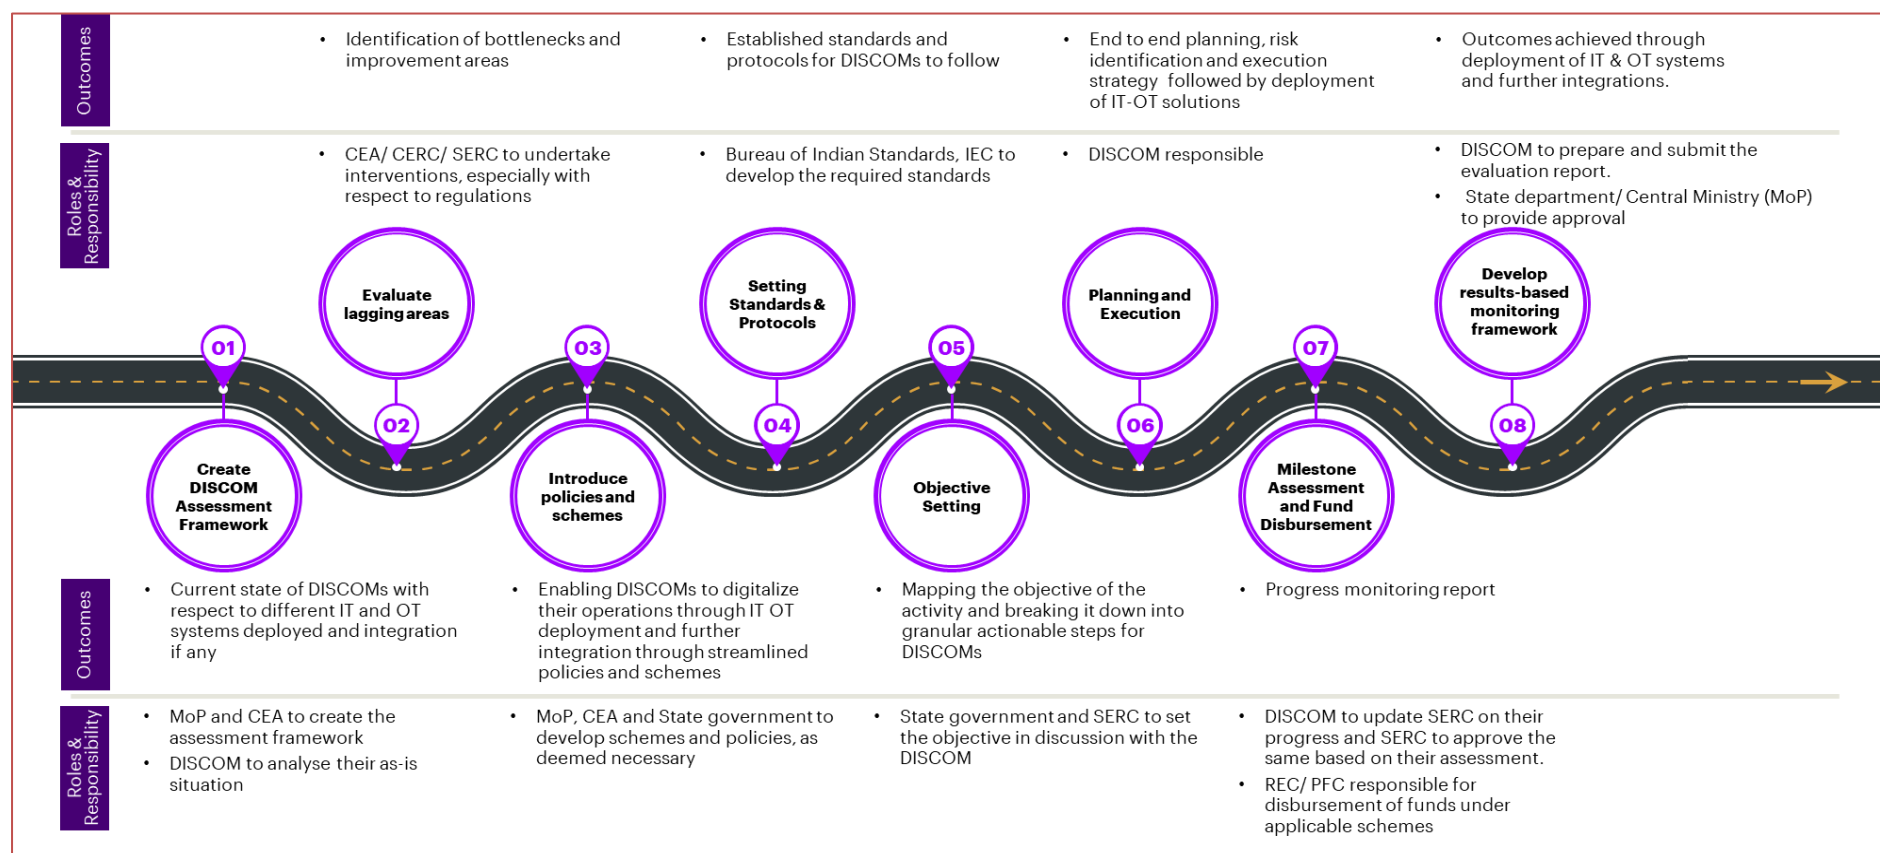 Outcomes
• Identification of bottlenecks and
improvement areas
• Established standards and
protocols for DISCOMs to follow
• End to end planning, risk
identification and execution
strategy followed by deployment
of IT-OT solutions
• Outcomes achieved through
deployment of IT & OT systems
and further integrations.
Roles &
Responsibility
• CEA/ CERC/ SERC to undertake
interventions, especially with
respect to regulations
• Bureau of Indian Standards, IEC to
develop the required standards
• DISCOM responsible
• DISCOM to prepare and submit the
evaluation report.
• State department/ Central Ministry (MoP)
to provide approval
Evaluate
lagging areas
Setting
Standards &
Protocols
Planning and
Execution
Develop
results-based
monitoring
framework
01
03
05
07
02
04
06
08
Create
DISCOM
Assessment
Framework
Introduce
policies and
schemes
Objective
Setting
Milestone
Assessment
and Fund
Disbursement
Outcomes
• Current state of DISCOMs with
respect to different IT and OT
systems deployed and integration
if any
• Enabling DISCOMs to digitalize
their operations through IT OT
deployment and further
integration through streamlined
policies and schemes
• Mapping the objective of the
activity and breaking it down into
granular actionable steps for
DISCOMs
• Progress monitoring report
Roles &
Responsibility
• MoP and CEA to create the
assessment framework
• DISCOM to analyse their as-is
situation
• MoP, CEA and State government to
develop schemes and policies, as
deemed necessary
• State government and SERC to set
the objective in discussion with the
DISCOM
• DISCOM to update SERC on their
progress and SERC to approve the
same based on their assessment.
• REC/ PFC responsible for
disbursement of funds under
applicable schemes